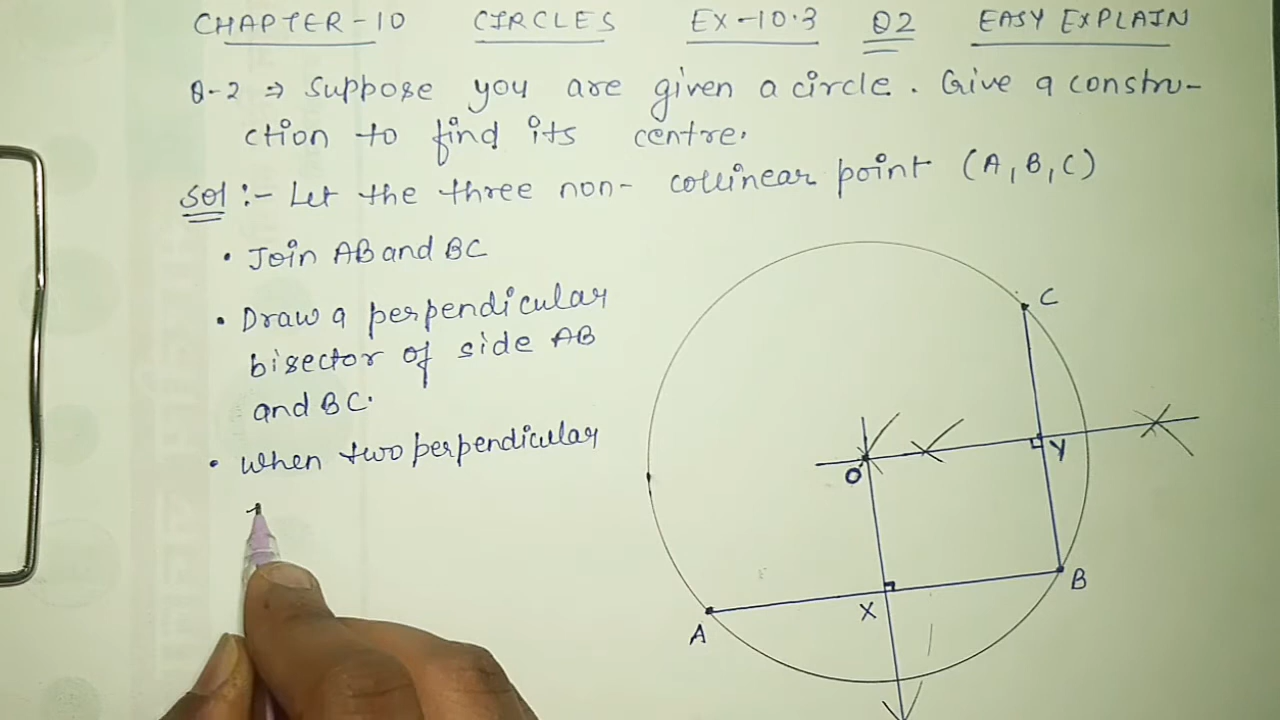 CHAPTER-10 CIRCLES EX-10.3 Q2 EASY EXPLAIN
Q-2 ⇒ Suppose you are given a circle. Give a constru-
ction to find its centre.
Sol :- Let the three non- collinear point (A, B, C)
• Join AB and BC
• Draw a perpendicular
bisector of side AB
and BC.
• When two perpendicular
C
O
Y
X
B
A